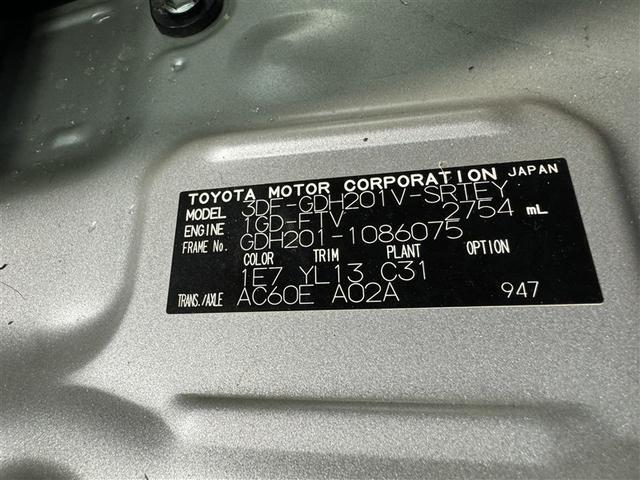 TOYOTA MOTOR CORPORATION JAPAN
MODEL 3DF-GDH201V-SRTEY
ENGINE 1GD-FTV 2754 mL
FRAME No. GDH201-1086075
COLOR TRIM PLANT OPTION
1E7 YL13 C31
TRANS./AXLE AC60E A02A 947